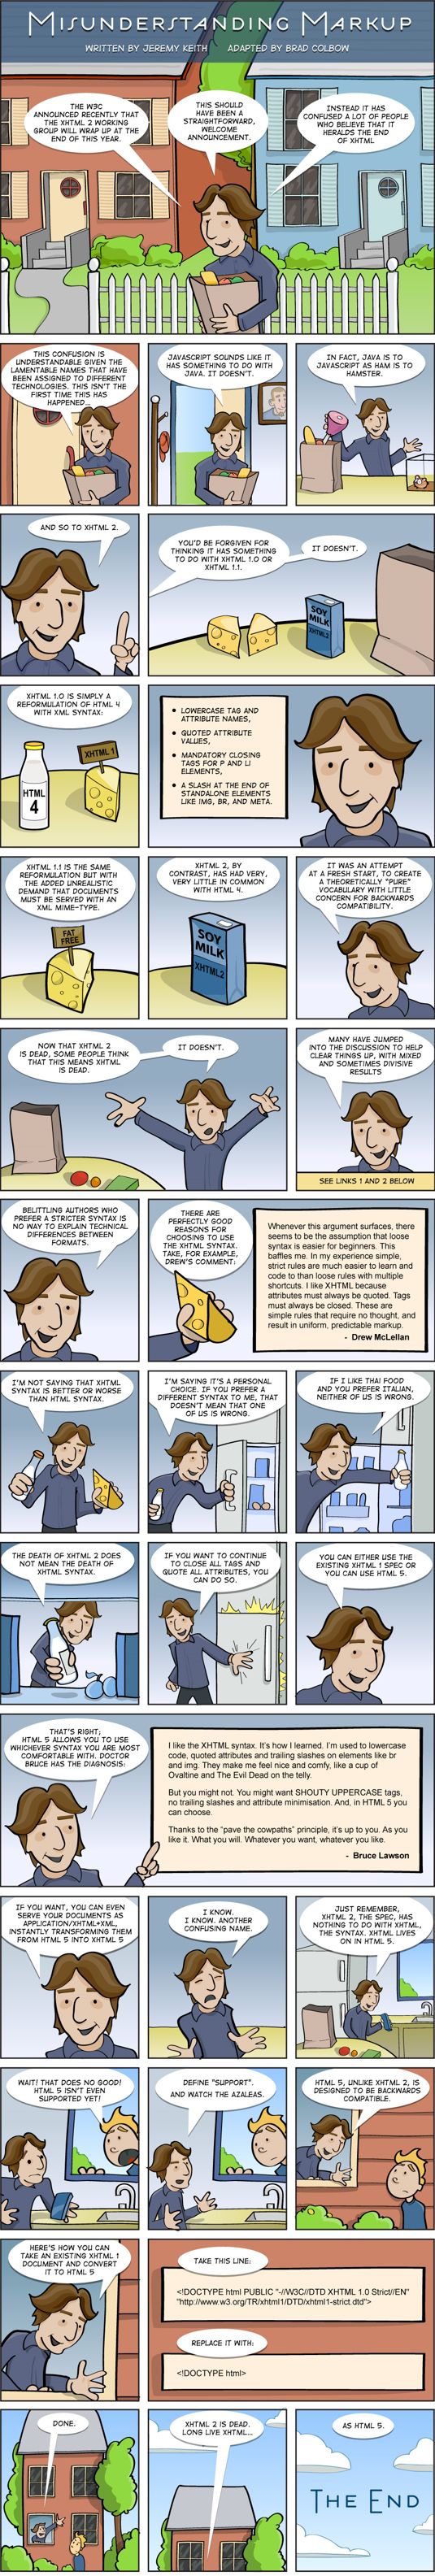 MISUNDERSTANDING MARKUP
WRITTEN BY JEREMY KEITH ADAPTED BY BRAD COLBOW
THE W3C
ANNOUNCED RECENTLY THAT
THE XHTML 2 WORKING
GROUP WILL WRAP UP AT THE
END OF THIS YEAR.
THIS SHOULD
HAVE BEEN A
STRAIGHTFORWARD,
WELCOME
ANNOUNCEMENT.
INSTEAD IT HAS
CONFUSED A LOT OF PEOPLE
WHO BELIEVE THAT IT
HERALDS THE END
OF XHTML
THIS CONFUSION IS
UNDERSTANDABLE GIVEN THE
LAMENTABLE NAMES THAT HAVE
BEEN ASSIGNED TO DIFFERENT
TECHNOLOGIES. THIS ISN'T THE
FIRST TIME THIS HAS
HAPPENED...
JAVASCRIPT SOUNDS LIKE IT
HAS SOMETHING TO DO WITH
JAVA. IT DOESN'T.
IN FACT, JAVA IS TO
JAVASCRIPT AS HAM IS TO
HAMSTER.
AND SO TO XHTML 2.
YOU'D BE FORGIVEN FOR
THINKING IT HAS SOMETHING
TO DO WITH XHTML 1.0 OR
XHTML 1.1.
IT DOESN'T.
SOY
MILK
XHTML2
XHTML 1.0 IS SIMPLY A
REFORMULATION OF HTML 4
WITH XML SYNTAX:
HTML
4
XHTML 1
• LOWERCASE TAG AND
ATTRIBUTE NAMES,
• QUOTED ATTRIBUTE
VALUES,
• MANDATORY CLOSING
TAGS FOR P AND LI
ELEMENTS,
• A SLASH AT THE END OF
STANDALONE ELEMENTS
LIKE IMG, BR, AND META.
XHTML 1.1 IS THE SAME
REFORMULATION BUT WITH
THE ADDED UNREALISTIC
DEMAND THAT DOCUMENTS
MUST BE SERVED WITH AN
XML MIME-TYPE.
FAT
FREE
XHTML 2, BY
CONTRAST, HAS HAD VERY,
VERY LITTLE IN COMMON
WITH HTML 4.
SOY
MILK
XHTML2
IT WAS AN ATTEMPT
AT A FRESH START, TO CREATE
A THEORETICALLY "PURE"
VOCABULARY WITH LITTLE
CONCERN FOR BACKWARDS
COMPATIBILITY.
NOW THAT XHTML 2
IS DEAD, SOME PEOPLE THINK
THAT THIS MEANS XHTML
IS DEAD.
IT DOESN'T.
MANY HAVE JUMPED
INTO THE DISCUSSION TO HELP
CLEAR THINGS UP, WITH MIXED
AND SOMETIMES DIVISIVE
RESULTS
SEE LINKS 1 AND 2 BELOW
BELITTLING AUTHORS WHO
PREFER A STRICTER SYNTAX IS
NO WAY TO EXPLAIN TECHNICAL
DIFFERENCES BETWEEN
FORMATS.
THERE ARE
PERFECTLY GOOD
REASONS FOR
CHOOSING TO USE
THE XHTML SYNTAX.
TAKE, FOR EXAMPLE,
DREW'S COMMENT:
Whenever this argument surfaces, there
seems to be the assumption that loose
syntax is easier for beginners. This
baffles me. In my experience simple,
strict rules are much easier to learn and
code to than loose rules with multiple
shortcuts. I like XHTML because
attributes must always be quoted. Tags
must always be closed. These are
simple rules that require no thought, and
result in uniform, predictable markup.
- Drew McLellan
I'M NOT SAYING THAT XHTML
SYNTAX IS BETTER OR WORSE
THAN HTML SYNTAX.
I'M SAYING IT'S A PERSONAL
CHOICE. IF YOU PREFER A
DIFFERENT SYNTAX TO ME, THAT
DOESN'T MEAN THAT ONE
OF US IS WRONG.
IF I LIKE THAI FOOD
AND YOU PREFER ITALIAN,
NEITHER OF US IS WRONG.
THE DEATH OF XHTML 2 DOES
NOT MEAN THE DEATH OF
XHTML SYNTAX.
IF YOU WANT TO CONTINUE
TO CLOSE ALL TAGS AND
QUOTE ALL ATTRIBUTES, YOU
CAN DO SO.
YOU CAN EITHER USE THE
EXISTING XHTML 1 SPEC OR
YOU CAN USE HTML 5.
THAT'S RIGHT;
HTML 5 ALLOWS YOU TO USE
WHICHEVER SYNTAX YOU ARE MOST
COMFORTABLE WITH. DOCTOR
BRUCE HAS THE DIAGNOSIS:
I like the XHTML syntax. It's how I learned. I'm used to lowercase
code, quoted attributes and trailing slashes on elements like br
and img. They make me feel nice and comfy, like a cup of
Ovaltine and The Evil Dead on the telly.
But you might not. You might want SHOUTY UPPERCASE tags,
no trailing slashes and attribute minimisation. And, in HTML 5 you
can choose.
Thanks to the "pave the cowpaths" principle, it's up to you. As you
like it. What you will. Whatever you want, whatever you like.
- Bruce Lawson
IF YOU WANT, YOU CAN EVEN
SERVE YOUR DOCUMENTS AS
APPLICATION/XHTML+XML,
INSTANTLY TRANSFORMING THEM
FROM HTML 5 INTO XHTML 5
I KNOW.
I KNOW. ANOTHER
CONFUSING NAME.
JUST REMEMBER,
XHTML 2, THE SPEC, HAS
NOTHING TO DO WITH XHTML,
THE SYNTAX. XHTML LIVES
ON IN HTML 5.
WAIT! THAT DOES NO GOOD!
HTML 5 ISN'T EVEN
SUPPORTED YET!
DEFINE "SUPPORT".
AND WATCH THE AZALEAS.
HTML 5, UNLIKE XHTML 2, IS
DESIGNED TO BE BACKWARDS
COMPATIBLE.
HERE'S HOW YOU CAN
TAKE AN EXISTING XHTML 1
DOCUMENT AND CONVERT
IT TO HTML 5
TAKE THIS LINE:
<!DOCTYPE html PUBLIC "-//W3C//DTD XHTML 1.0 Strict//EN"
"http://www.w3.org/TR/xhtml1/DTD/xhtml1-strict.dtd">
REPLACE IT WITH:
<!DOCTYPE html>
DONE.
XHTML 2 IS DEAD.
LONG LIVE XHTML...
AS HTML 5.
THE END